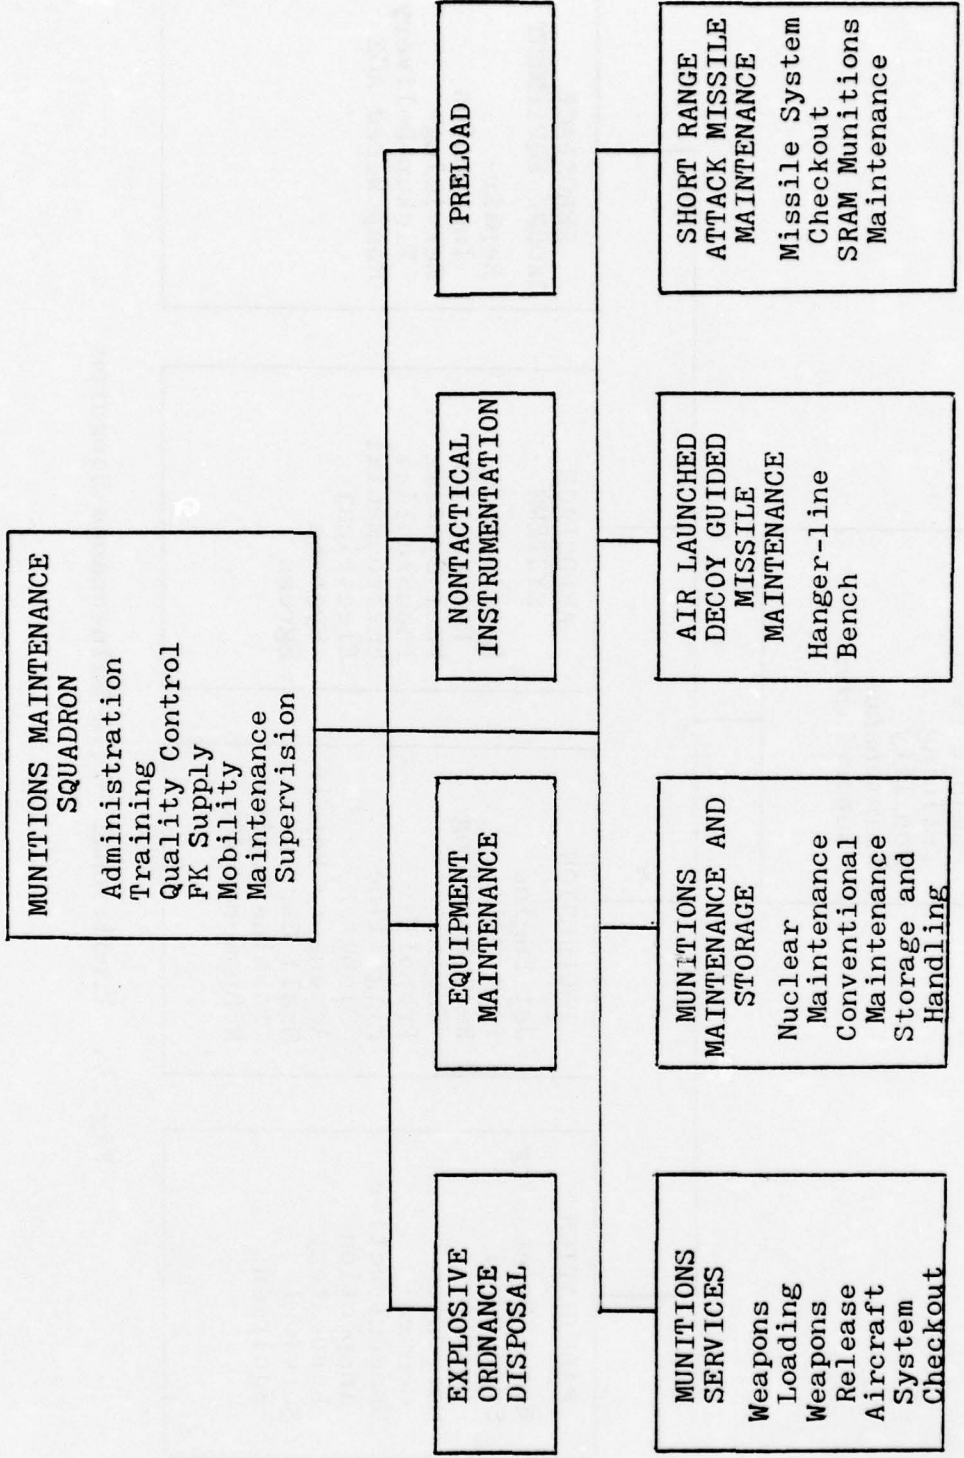 MUNITIONS MAINTENANCE
SQUADRON
Administration
Training
Quality Control
FK Supply
Mobility
Maintenance
Supervision
EXPLOSIVE
ORDNANCE
DISPOSAL
EQUIPMENT
MAINTENANCE
NONTACTICAL
INSTRUMENTATION
PRELOAD
MUNITIONS
SERVICES
Weapons
Loading
Weapons
Release
Aircraft
System
Checkout
MUNITIONS
MAINTENANCE AND
STORAGE
Nuclear
Maintenance
Conventional
Maintenance
Storage and
Handling
AIR LAUNCHED
DECOY GUIDED
MISSILE
MAINTENANCE
Hanger-line
Bench
SHORT RANGE
ATTACK MISSILE
MAINTENANCE
Missile System
Checkout
SRAM Munitions
Maintenance